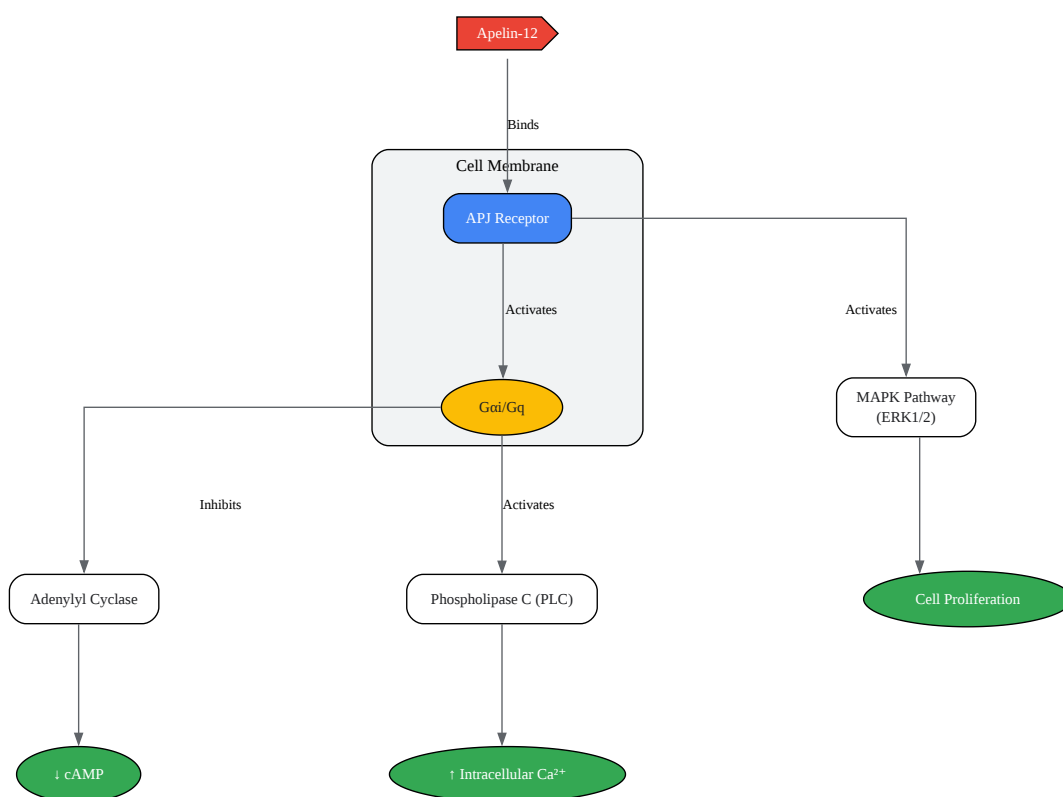 Apelin-12
Binds
Cell Membrane
APJ Receptor
Activates
Activates
MAPK Pathway
(ERK1/2)
Gαi/Gq
Inhibits
Activates
Adenylyl Cyclase
Phospholipase C (PLC)
Cell Proliferation
↓ cAMP
↑ Intracellular Ca²⁺